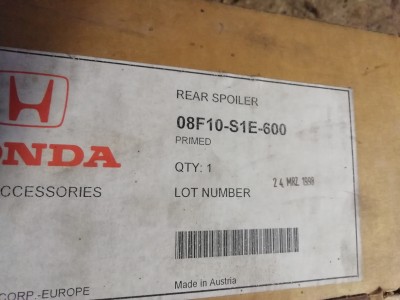 REAR SPOILER
08F10-S1E-600
PRIMED
QTY: 1
LOT NUMBER 24 MRZ 1998
ONDA
CCESSORIES
CORP.-EUROPE
Made in Austria